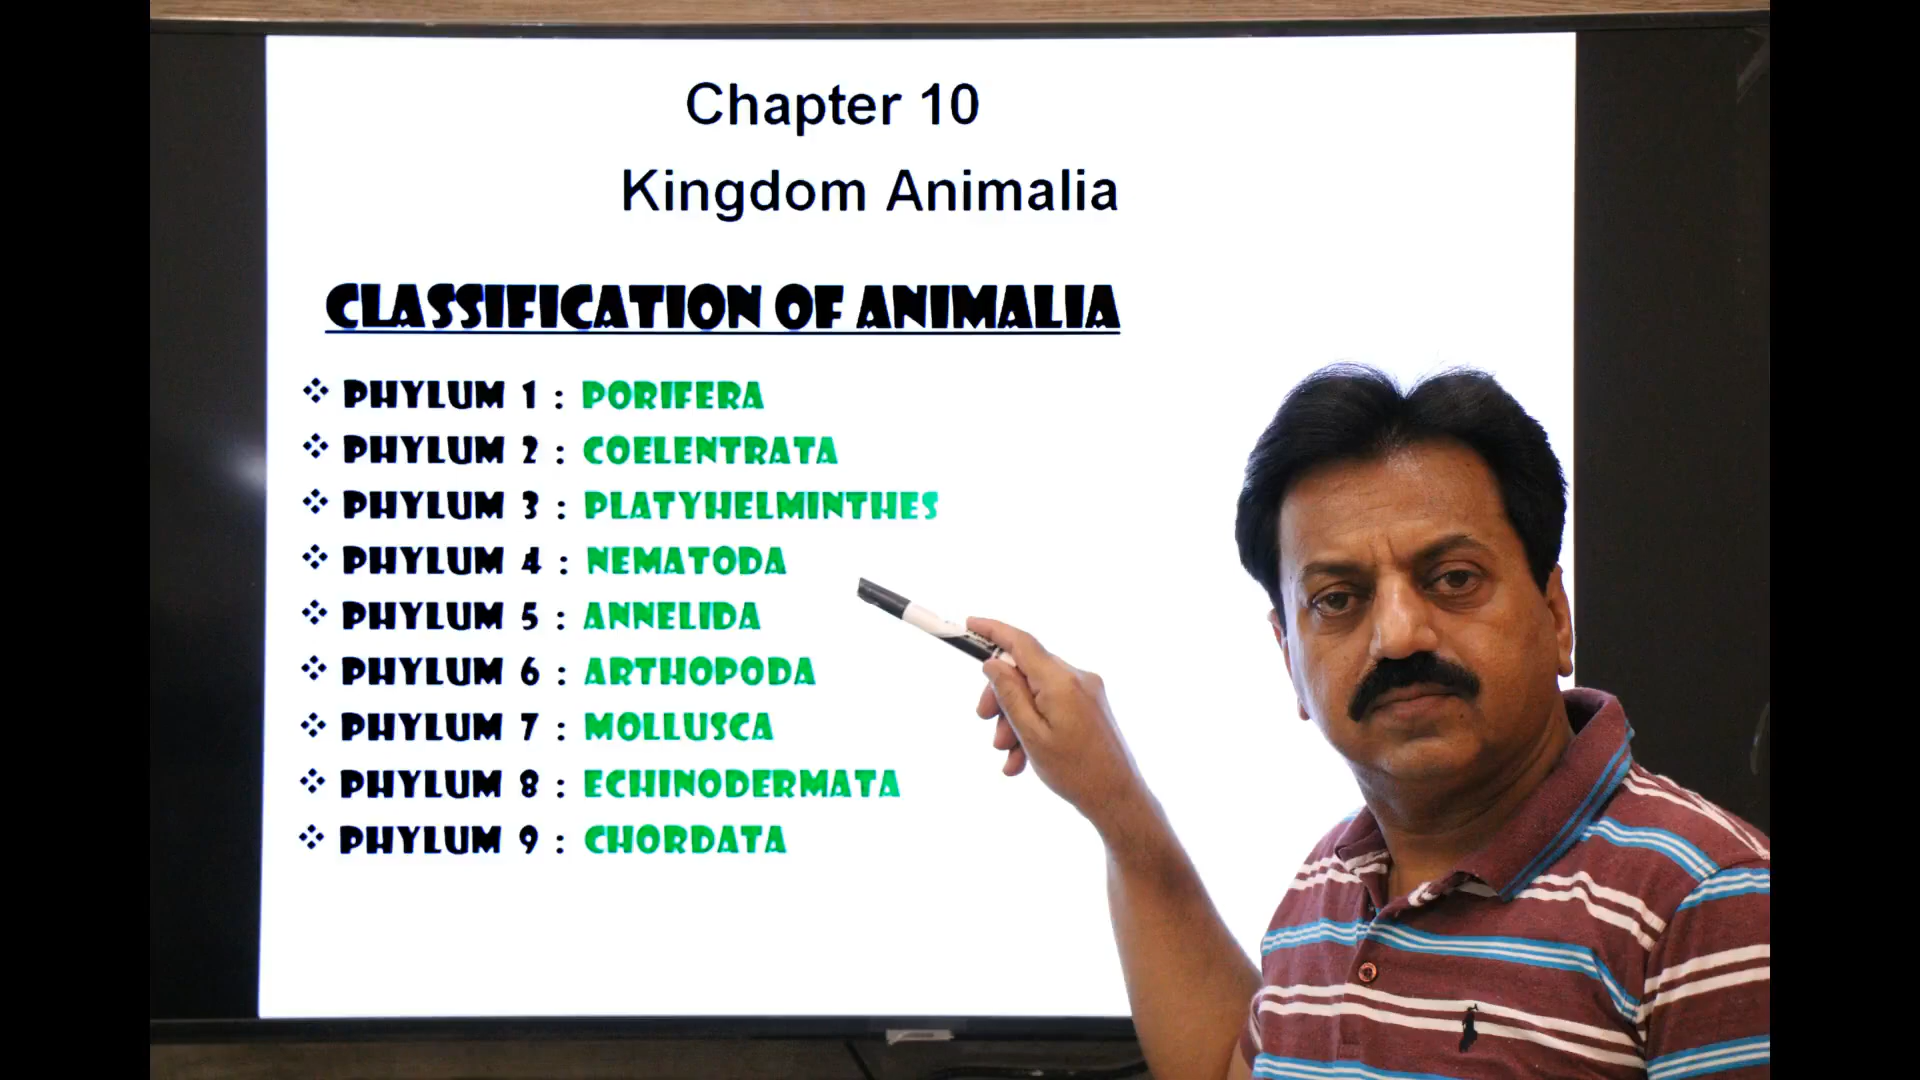 Chapter 10
Kingdom Animalia
CLASSIFICATION OF ANIMALIA
❖ PHYLUM 1 : PORIFERA
❖ PHYLUM 2 : COELENTRATA
❖ PHYLUM 3 : PLATYHELMINTHES
❖ PHYLUM 4 : NEMATODA
❖ PHYLUM 5 : ANNELIDA
❖ PHYLUM 6 : ARTHOPODA
❖ PHYLUM 7 : MOLLUSCA
❖ PHYLUM 8 : ECHINODERMATA
❖ PHYLUM 9 : CHORDATA